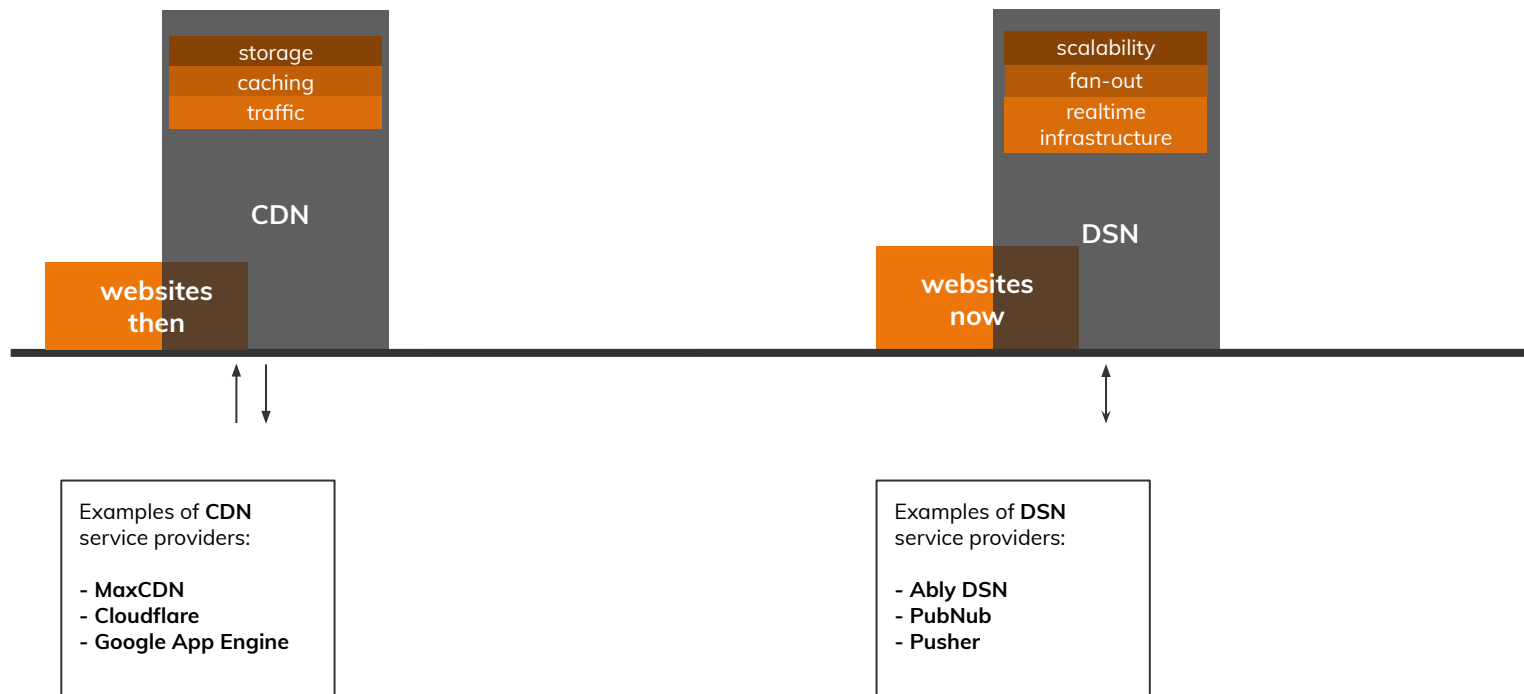 storage
caching
traffic
CDN
websites
then
Examples of CDN
service providers:
- MaxCDN
- Cloudflare
- Google App Engine
scalability
fan-out
realtime
infrastructure
DSN
websites
now
Examples of DSN
service providers:
- Ably DSN
- PubNub
- Pusher